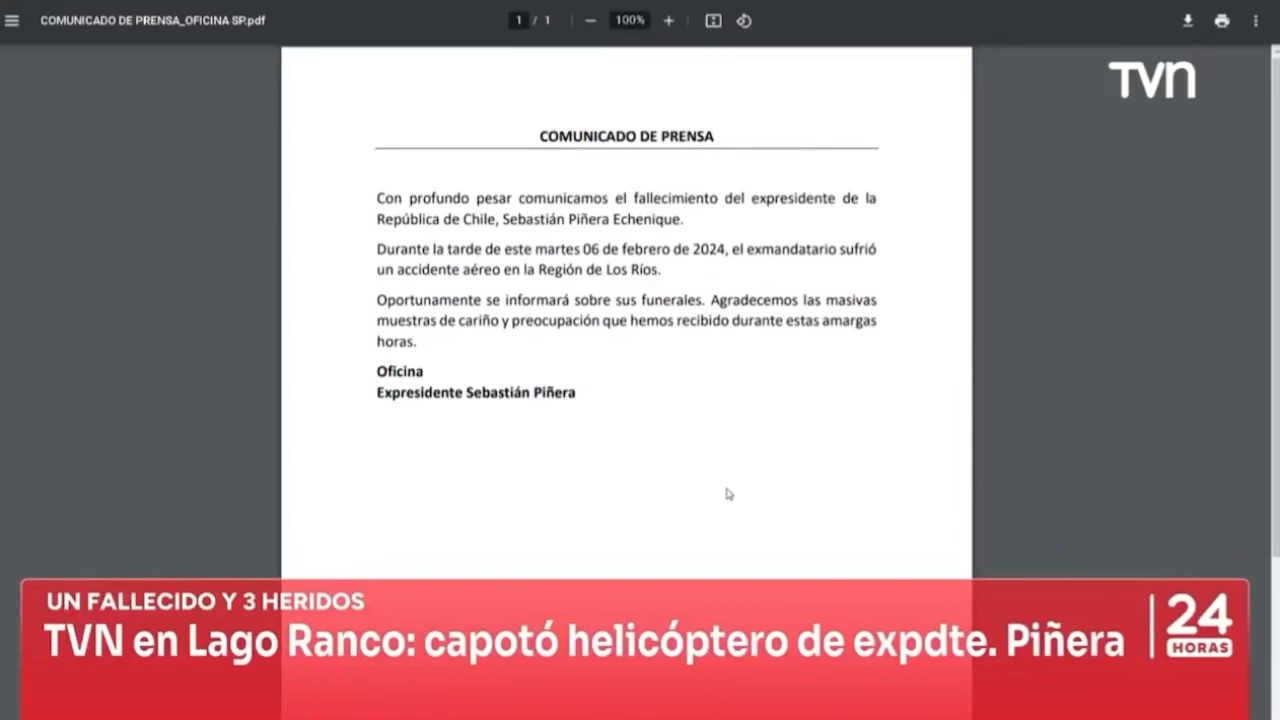 COMUNICADO DE PRENSA_OFICINA SP.pdf
1 / 1
100%
TVN
COMUNICADO DE PRENSA
Con profundo pesar comunicamos el fallecimiento del expresidente de la
República de Chile, Sebastián Piñera Echenique.
Durante la tarde de este martes 06 de febrero de 2024, el exmandatario sufrió
un accidente aéreo en la Región de Los Ríos.
Oportunamente se informará sobre sus funerales. Agradecemos las masivas
muestras de cariño y preocupación que hemos recibido durante estas amargas
horas.
Oficina
Expresidente Sebastián Piñera
UN FALLECIDO Y 3 HERIDOS
TVN en Lago Ranco: capotó helicóptero de expdte. Piñera
24
HORAS